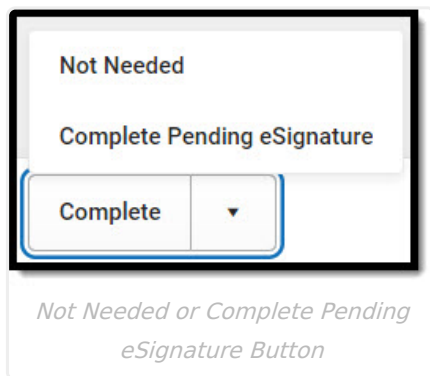 Not Needed
Complete Pending eSignature
Complete
Not Needed or Complete Pending
eSignature Button